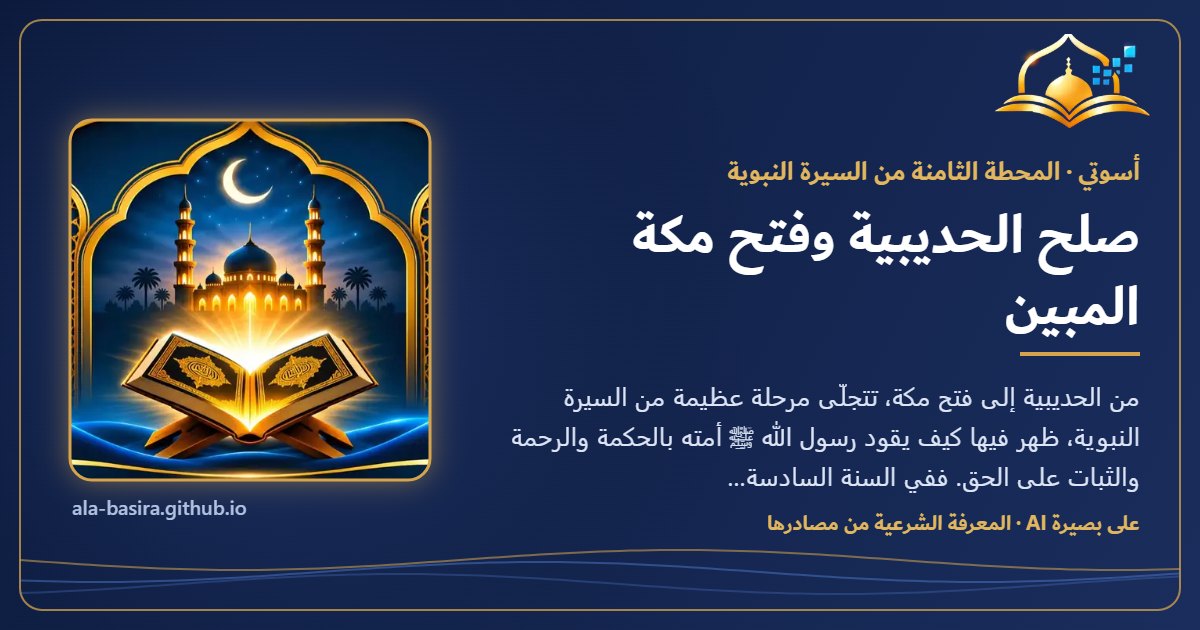 أسوتي · المحطة الثامنة من السيرة النبوية
صلح الحديبية وفتح مكة
المبين
من الحديبية إلى فتح مكة، تتجلّى مرحلة عظيمة من السيرة
النبوية، ظهر فيها كيف يقود رسول الله ﷺ أمته بالحكمة والرحمة
والثبات على الحق. ففي السنة السادسة...
على بصيرة AI · المعرفة الشرعية من مصادرها
ala-basira.github.io